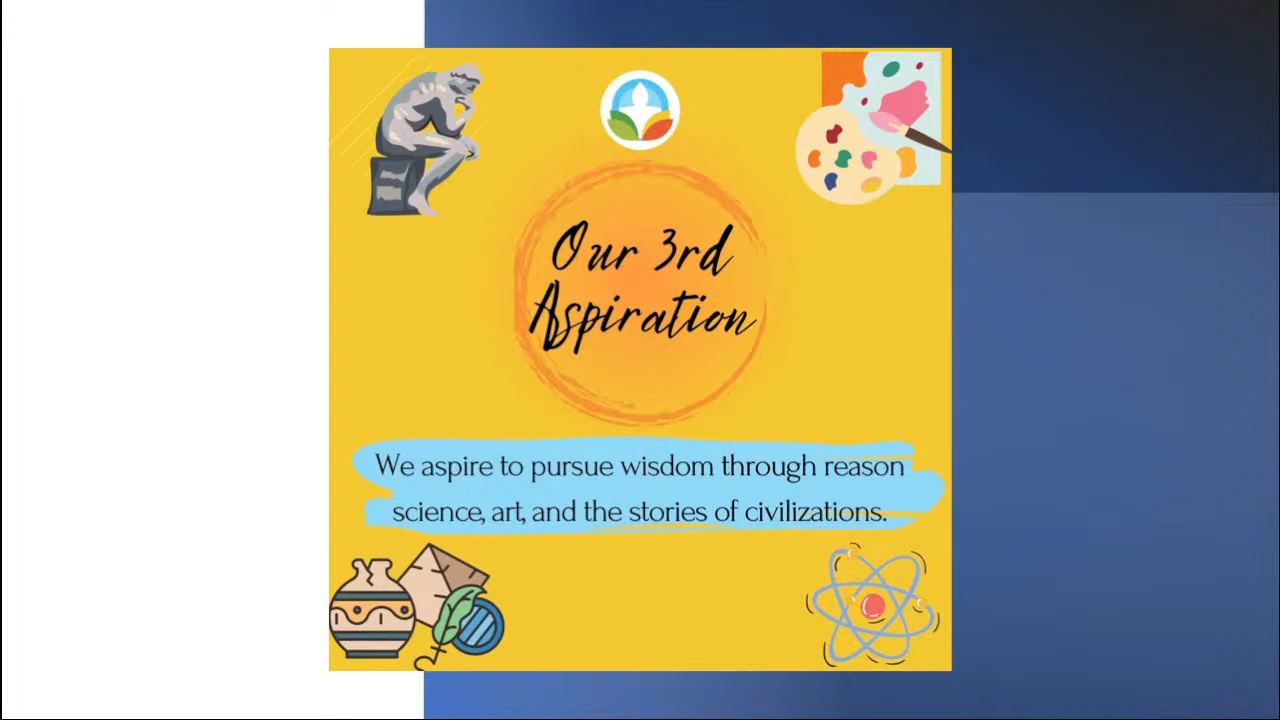 Our 3rd
Aspiration
We aspire to pursue wisdom through reason
science, art, and the stories of civilizations.